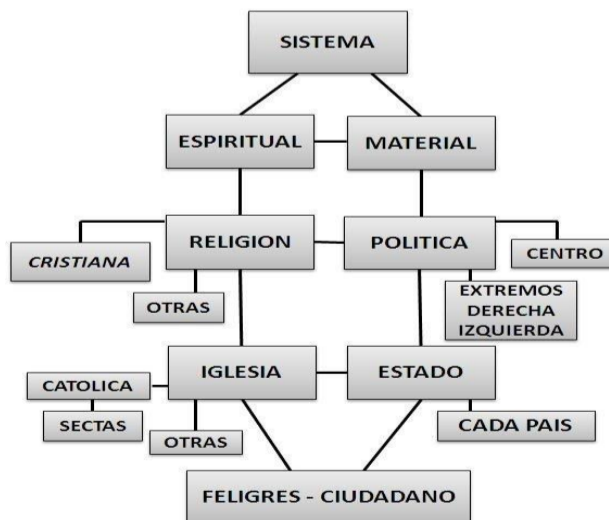 SISTEMA
ESPIRITUAL
MATERIAL
RELIGION
POLITICA
CRISTIANA
CENTRO
OTRAS
EXTREMOS
DERECHA
IZQUIERDA
IGLESIA
ESTADO
CATOLICA
SECTAS
OTRAS
CADA PAIS
FELIGRES - CIUDADANO